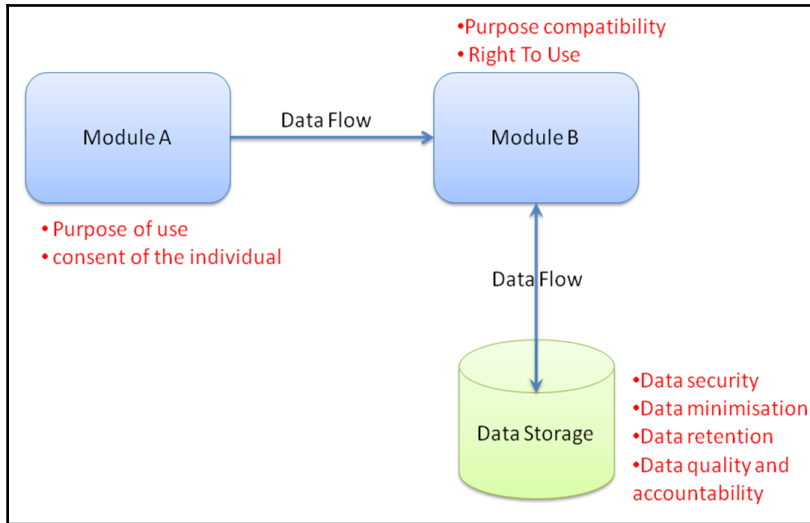 •Purpose compatibility
• Right To Use
Module A
Data Flow
Module B
• Purpose of use
• consent of the individual
Data Flow
Data Storage
•Data security
•Data minimisation
•Data retention
•Data quality and
accountability